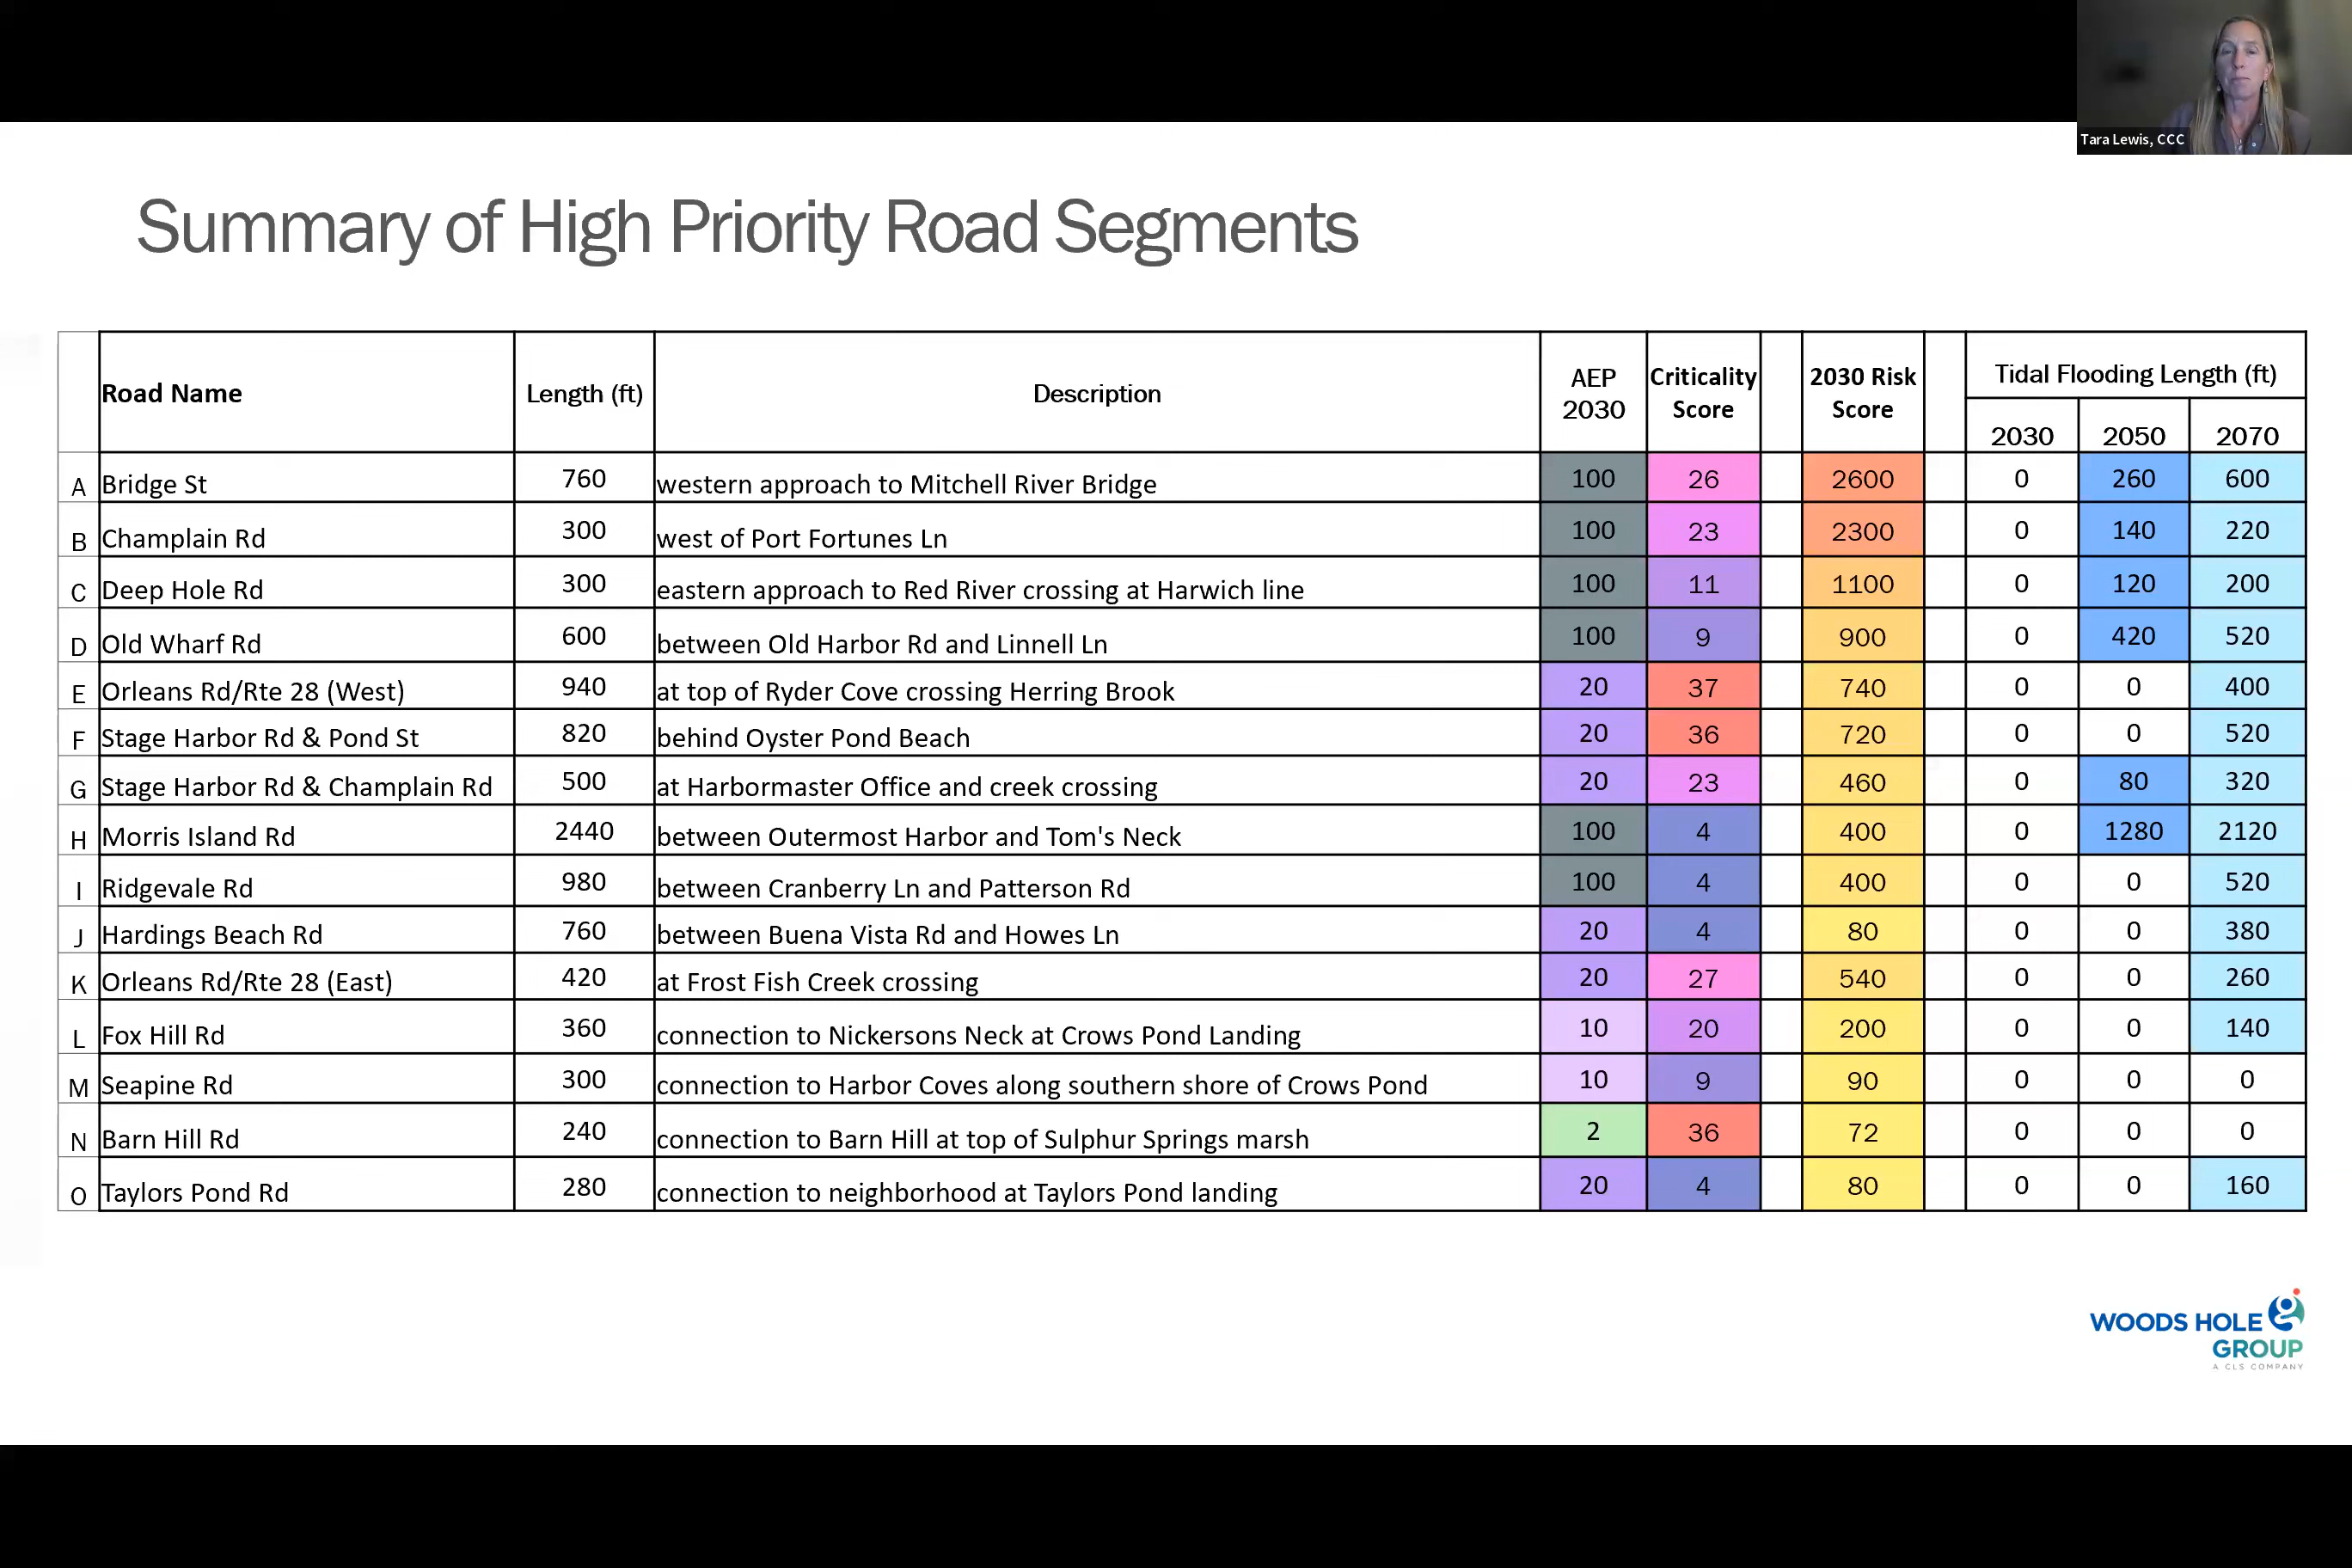 Tara Lewis, CCC
Summary of High Priority Road Segments
Road Name Length (ft) Description AEP 2030 Criticality Score 2030 Risk Score Tidal Flooding Length (ft)
2030 2050 2070
A Bridge St 760 western approach to Mitchell River Bridge 100 26 2600 0 260 600
B Champlain Rd 300 west of Port Fortunes Ln 100 23 2300 0 140 220
C Deep Hole Rd 300 eastern approach to Red River crossing at Harwich line 100 11 1100 0 120 200
D Old Wharf Rd 600 between Old Harbor Rd and Linnell Ln 100 9 900 0 420 520
E Orleans Rd/Rte 28 (West) 940 at top of Ryder Cove crossing Herring Brook 20 37 740 0 0 400
F Stage Harbor Rd & Pond St 820 behind Oyster Pond Beach 20 36 720 0 0 520
G Stage Harbor Rd & Champlain Rd 500 at Harbormaster Office and creek crossing 20 23 460 0 80 320
H Morris Island Rd 2440 between Outermost Harbor and Tom's Neck 100 4 400 0 1280 2120
I Ridgevale Rd 980 between Cranberry Ln and Patterson Rd 100 4 400 0 0 520
J Hardings Beach Rd 760 between Buena Vista Rd and Howes Ln 20 4 80 0 0 380
K Orleans Rd/Rte 28 (East) 420 at Frost Fish Creek crossing 20 27 540 0 0 260
L Fox Hill Rd 360 connection to Nickersons Neck at Crows Pond Landing 10 20 200 0 0 140
M Seapine Rd 300 connection to Harbor Coves along southern shore of Crows Pond 10 9 90 0 0 0
N Barn Hill Rd 240 connection to Barn Hill at top of Sulphur Springs marsh 2 36 72 0 0 0
O Taylors Pond Rd 280 connection to neighborhood at Taylors Pond landing 20 4 80 0 0 160
WOODS HOLE
GROUP
A CLS COMPANY